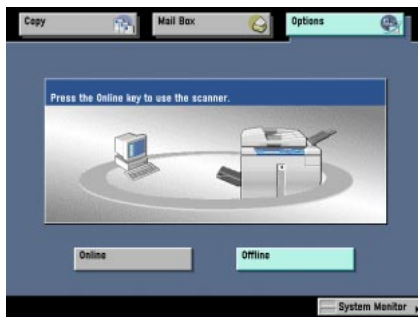 Copy
Mail Box
Options
Press the Online key to use the scanner.
Online
Offline
System Monitor